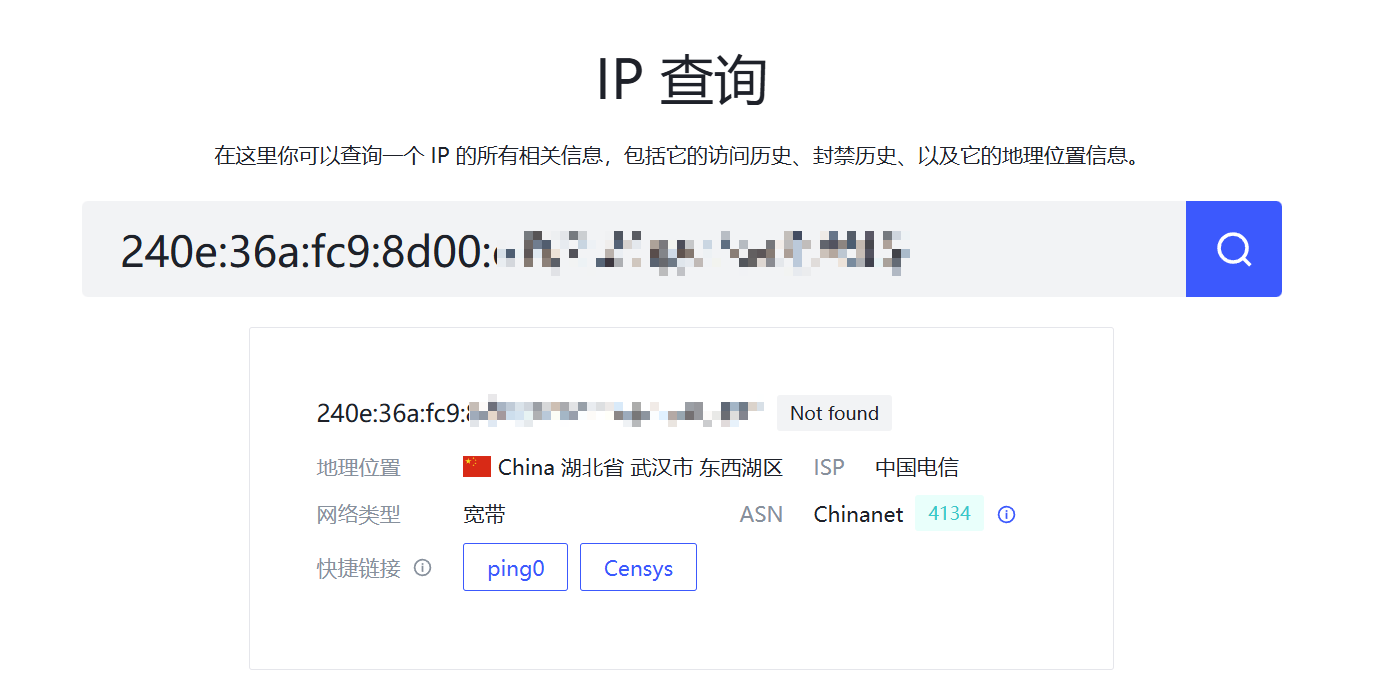 IP 查询
在这里你可以查询一个 IP 的所有相关信息，包括它的访问历史、封禁历史、以及它的地理位置信息。
240e:36a:fc9:8d00:
240e:36a:fc9: Not found
地理位置 China 湖北省 武汉市 东西湖区 ISP 中国电信
网络类型 宽带 ASN Chinanet 4134
快捷链接 ping0 Censys